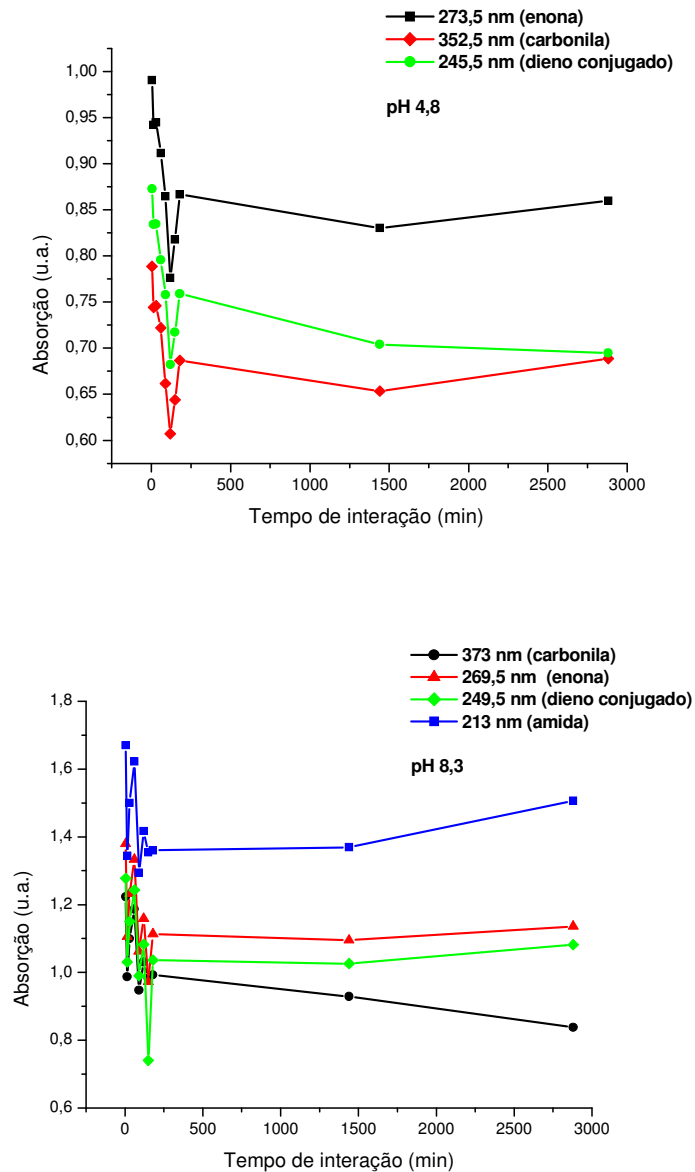 273,5 nm (enona)
352,5 nm (carbonila)
245,5 nm (dieno conjugado)
pH 4,8
1,00
0,95
0,90
0,85
0,80
0,75
0,70
0,65
0,60
Absorção (u.a.)
0 500 1000 1500 2000 2500 3000
Tempo de interação (min)
373 nm (carbonila)
269,5 nm (enona)
249,5 nm (dieno conjugado)
213 nm (amida)
pH 8,3
1,8
1,6
1,4
1,2
1,0
0,8
0,6
Absorção (u.a.)
0 500 1000 1500 2000 2500 3000
Tempo de interação (min)